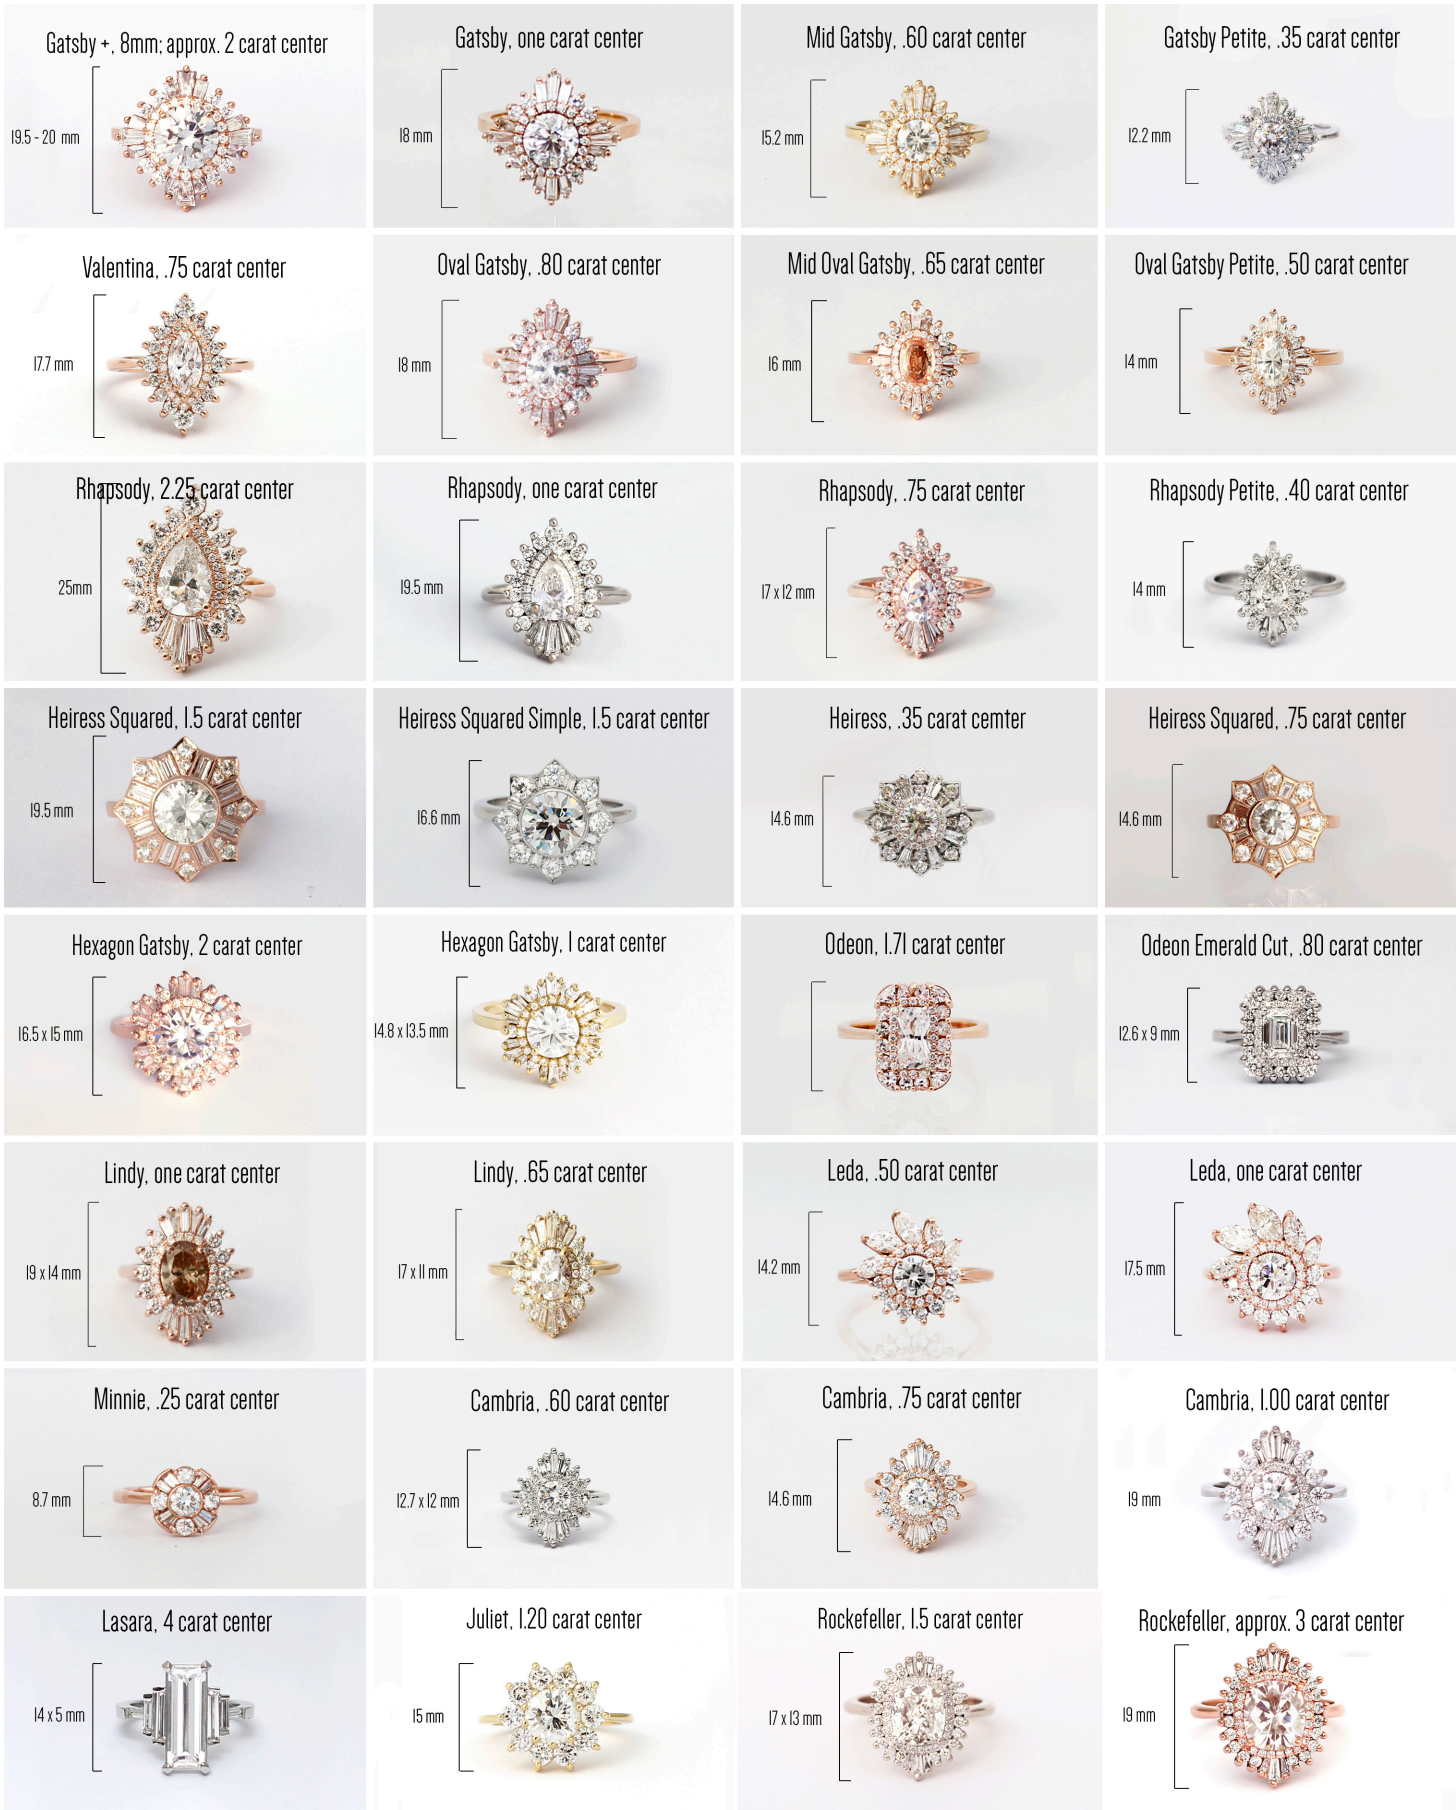 Gatsby +, 8mm; approx. 2 carat center
19.5 - 20 mm
Gatsby, one carat center
18 mm
Mid Gatsby, .60 carat center
15.2 mm
Gatsby Petite, .35 carat center
12.2 mm
Valentina, .75 carat center
17.7 mm
Oval Gatsby, .80 carat center
18 mm
Mid Oval Gatsby, .65 carat center
16 mm
Oval Gatsby Petite, .50 carat center
14 mm
Rhapsody, 2.25 carat center
25mm
Rhapsody, one carat center
19.5 mm
Rhapsody, .75 carat center
17 x 12 mm
Rhapsody Petite, .40 carat center
14 mm
Heiress Squared, 1.5 carat center
19.5 mm
Heiress Squared Simple, 1.5 carat center
16.6 mm
Heiress, .35 carat cemter
14.6 mm
Heiress Squared, .75 carat center
14.6 mm
Hexagon Gatsby, 2 carat center
16.5 x 15 mm
Hexagon Gatsby, 1 carat center
14.8 x 13.5 mm
Odeon, 1.71 carat center
Odeon Emerald Cut, .80 carat center
12.6 x 9 mm
Lindy, one carat center
19 x 14 mm
Lindy, .65 carat center
17 x 11 mm
Leda, .50 carat center
14.2 mm
Leda, one carat center
17.5 mm
Minnie, .25 carat center
8.7 mm
Cambria, .60 carat center
12.7 x 12 mm
Cambria, .75 carat center
14.6 mm
Cambria, 1.00 carat center
19 mm
Lasara, 4 carat center
14 x 5 mm
Juliet, 1.20 carat center
15 mm
Rockefeller, 1.5 carat center
17 x 13 mm
Rockefeller, approx. 3 carat center
19 mm